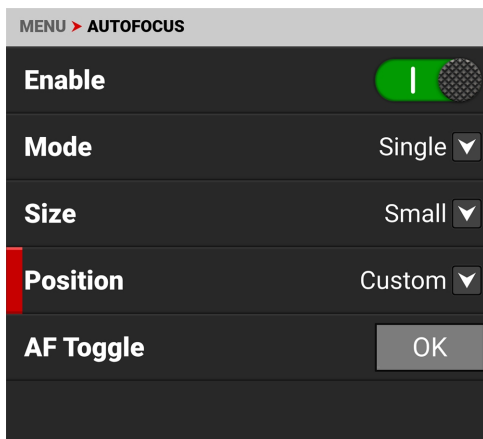 MENU ➤ AUTOFOCUS
Enable
Mode Single
Size Small
Position Custom
AF Toggle OK